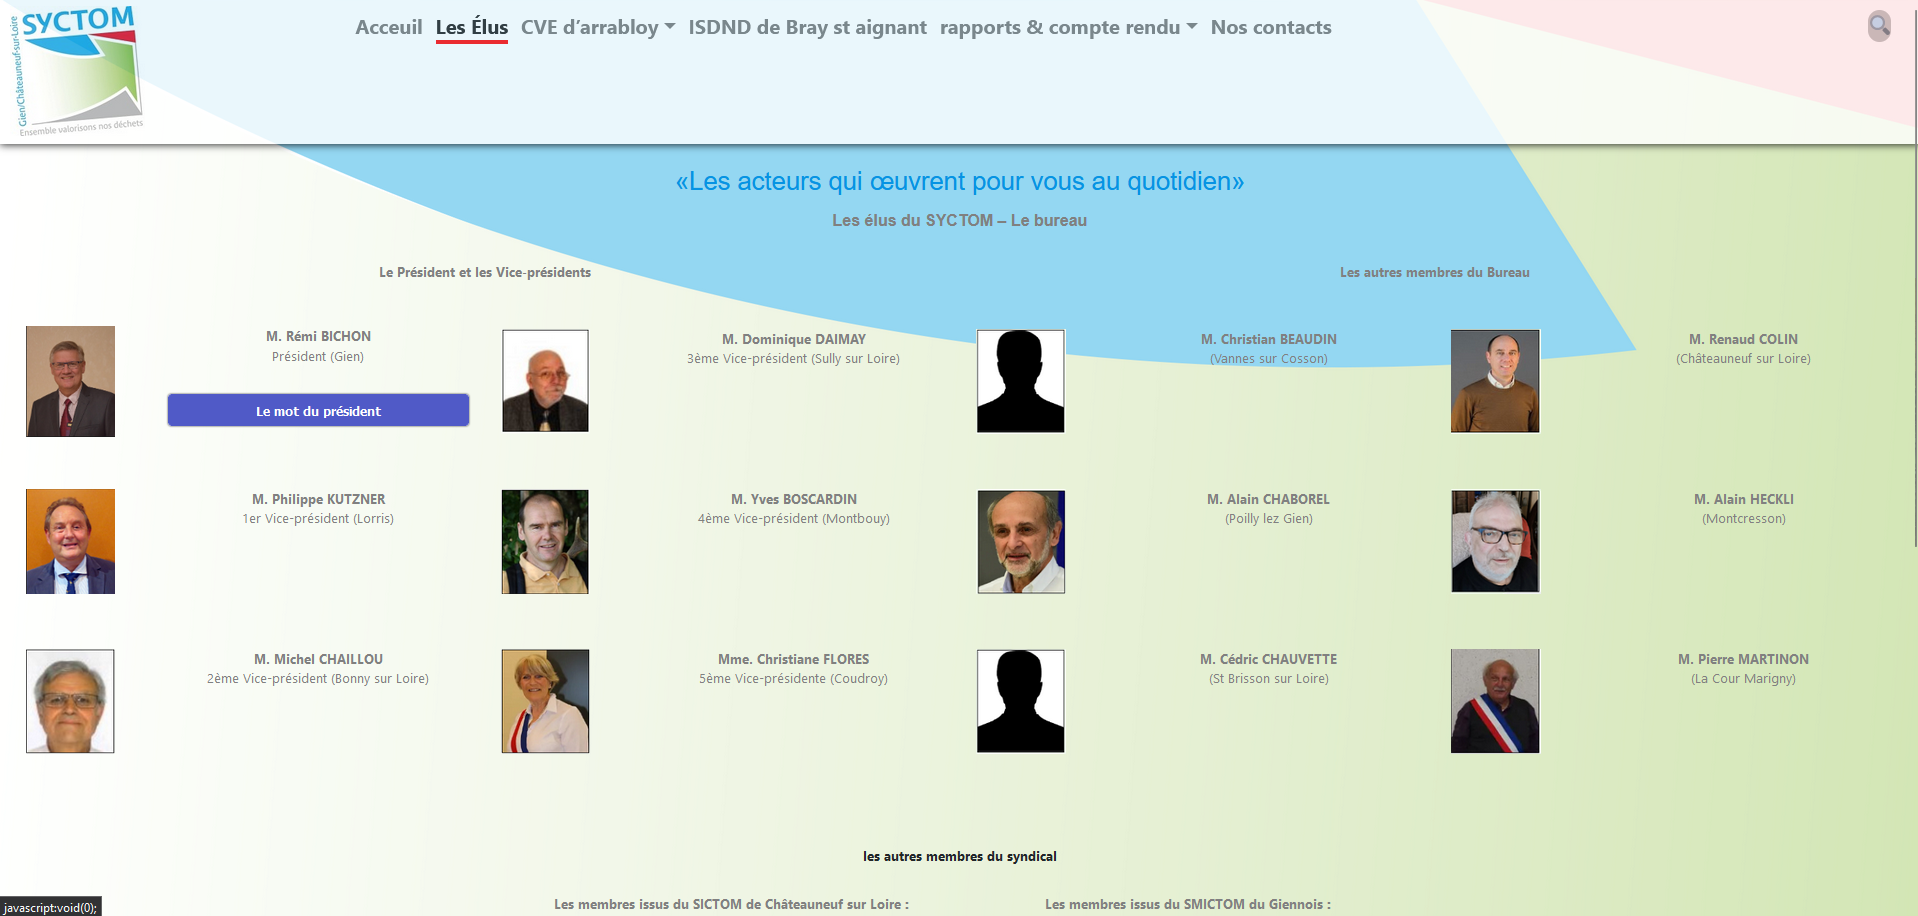 SYCTOM
Gien/Châteauneuf-sur-Loire
Ensemble valorisons nos déchets
Acceuil Les Élus CVE d’arrabloy ISDND de Bray st aignant rapports & compte rendu Nos contacts
«Les acteurs qui œuvrent pour vous au quotidien»
Les élus du SYCTOM – Le bureau
Le Président et les Vice-présidents
Les autres membres du Bureau
M. Rémi BICHON
Président (Gien)
Le mot du président
M. Dominique DAIMAY
3ème Vice-président (Sully sur Loire)
M. Christian BEAUDIN
(Vannes sur Cosson)
M. Renaud COLIN
(Châteauneuf sur Loire)
M. Philippe KUTZNER
1er Vice-président (Lorris)
M. Yves BOSCARDIN
4ème Vice-président (Montbouy)
M. Alain CHABOREL
(Poilly lez Gien)
M. Alain HECKLI
(Montcresson)
M. Michel CHAILLOU
2ème Vice-président (Bonny sur Loire)
Mme. Christiane FLORES
5ème Vice-présidente (Coudroy)
M. Cédric CHAUVETTE
(St Brisson sur Loire)
M. Pierre MARTINON
(La Cour Marigny)
les autres membres du syndical
Les membres issus du SICTOM de Châteauneuf sur Loire :
Les membres issus du SMICTOM du Giennois :
javascript:void(0);